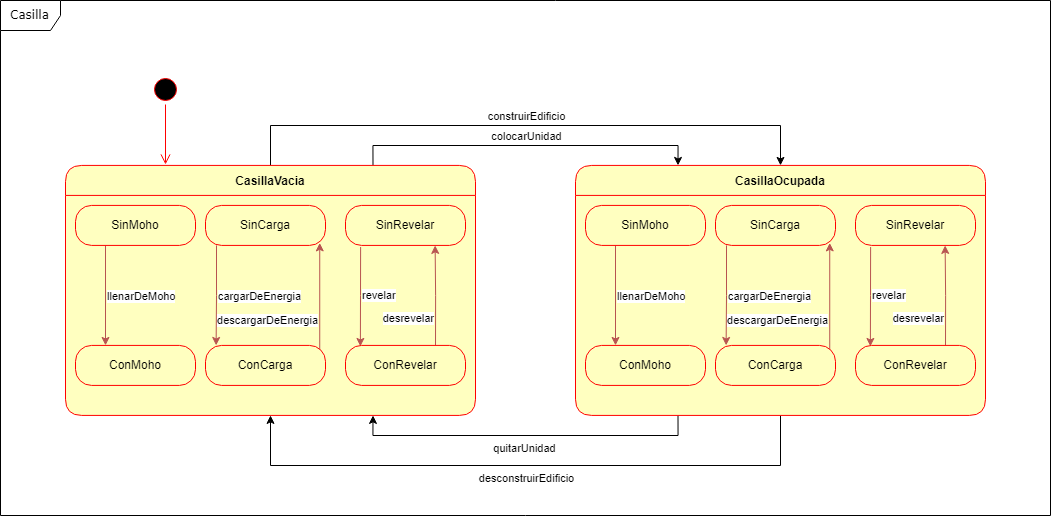 Casilla
construirEdificio
colocarUnidad
CasillaVacia
CasillaOcupada
SinMoho
SinCarga
SinRevelar
SinMoho
SinCarga
SinRevelar
llenarDeMoho
cargarDeEnergia
revelar
llenarDeMoho
cargarDeEnergia
revelar
descargarDeEnergia
desrevelar
descargarDeEnergia
desrevelar
ConMoho
ConCarga
ConRevelar
ConMoho
ConCarga
ConRevelar
quitarUnidad
desconstruirEdificio